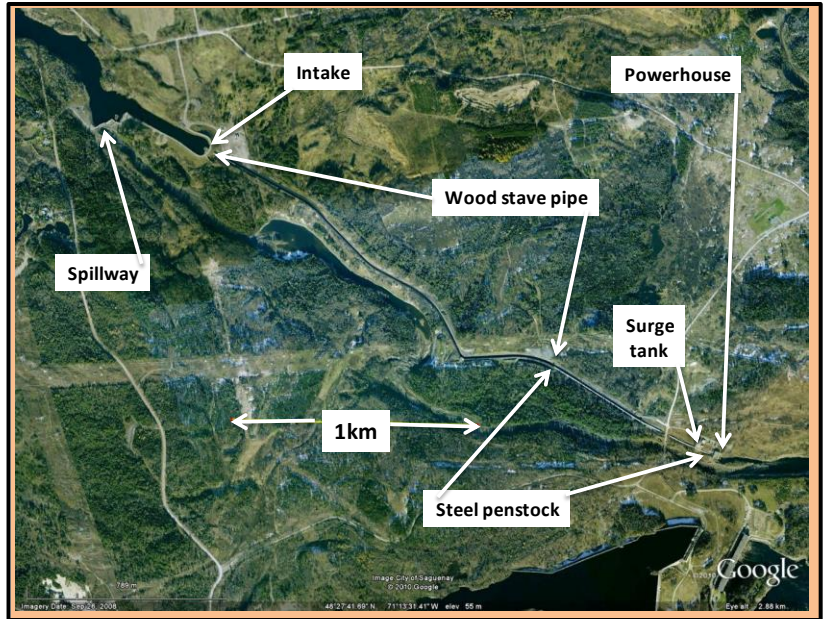 Intake
Powerhouse
Wood stave pipe
Spillway
Surge
tank
1km
Steel penstock
789 m
Image City of Saguenay
© 2010 Google
©2010 Google
Imagery Date: Sep 26, 2008
48°27'41.69" N 71°13'31.41" W elev 55 m
Eye alt 2.88 km